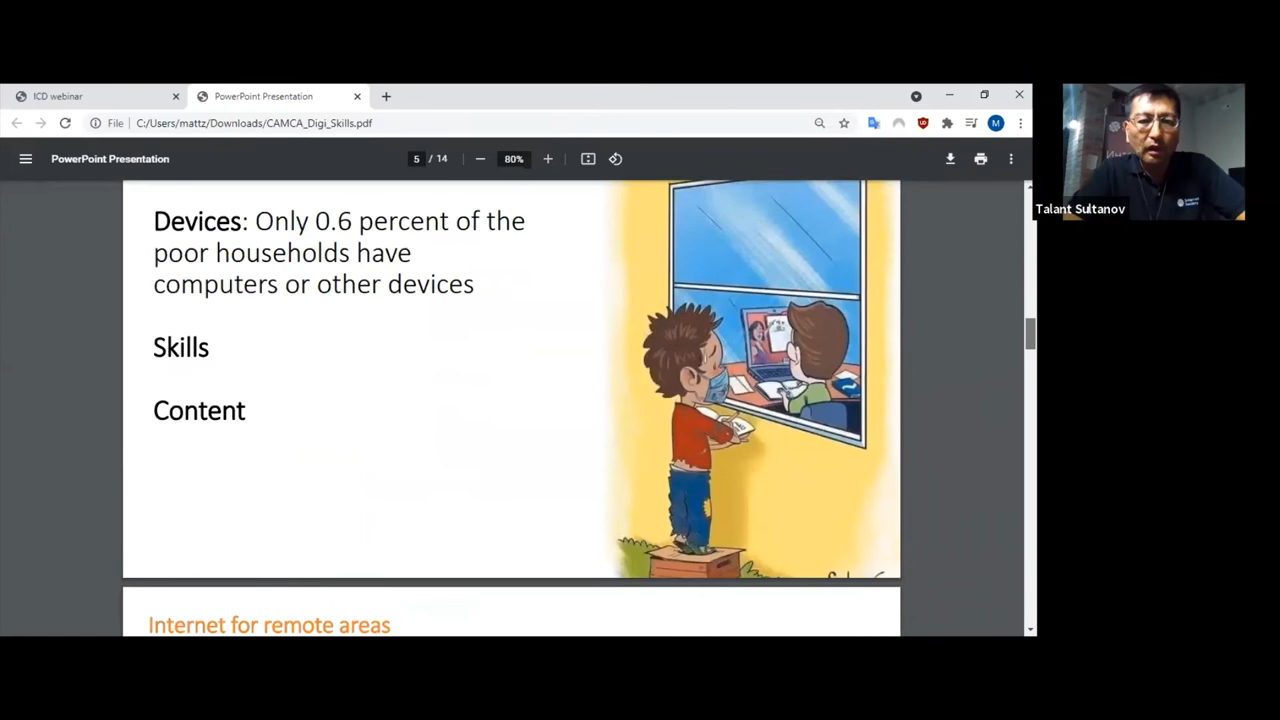 ICD webinar
PowerPoint Presentation
File
C:/Users/mattz/Downloads/CAMCA_Digi_Skills.pdf
M
PowerPoint Presentation
5 / 14
80%
Talant Sultanov
Devices: Only 0.6 percent of the
poor households have
computers or other devices
Skills
Content
Internet for remote areas